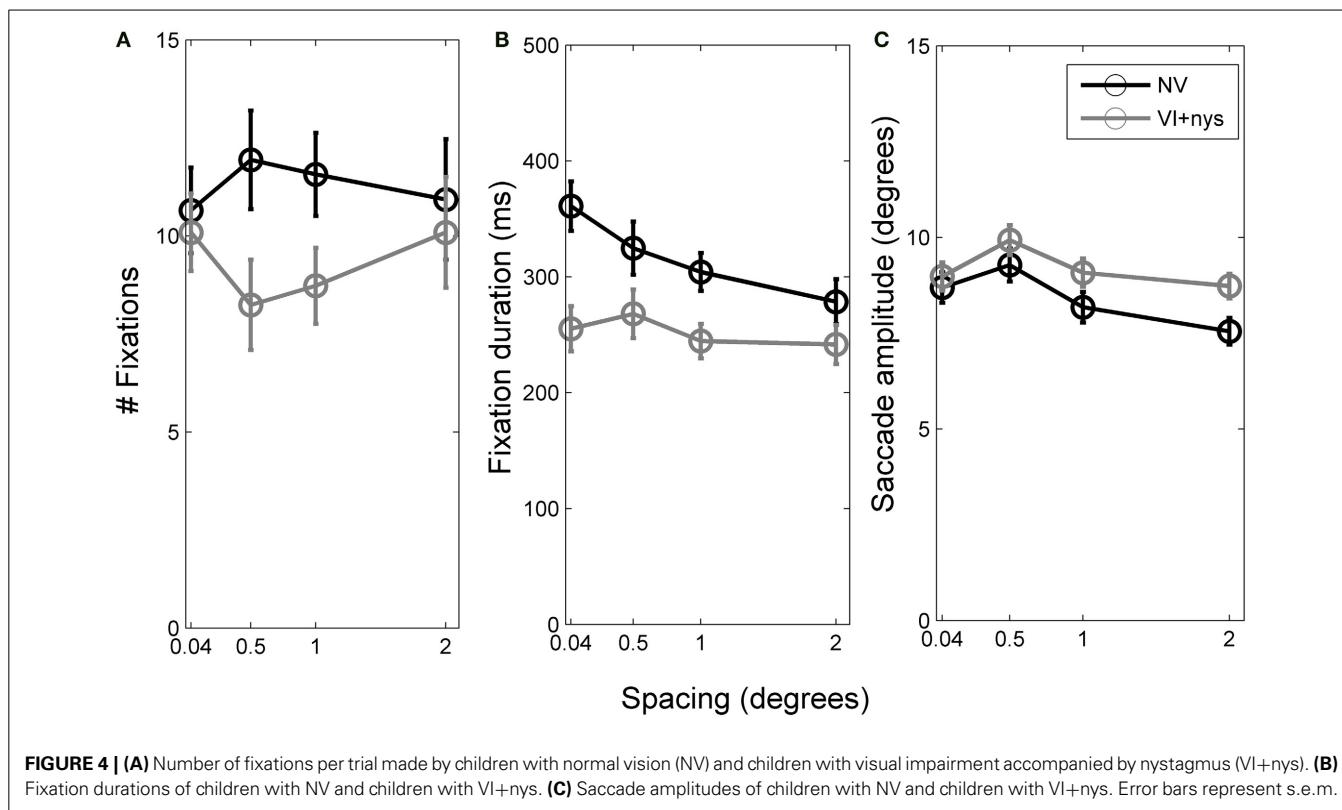 A
B
C
15
10
5
0
# Fixations
0.04 0.5 1 2
500
400
300
200
100
0
Fixation duration (ms)
0.04 0.5 1 2
15
10
5
0
Saccade amplitude (degrees)
NV
VI+nys
0.04 0.5 1 2
Spacing (degrees)
FIGURE 4 | (A) Number of fixations per trial made by children with normal vision (NV) and children with visual impairment accompanied by nystagmus (VI+nys). (B)
Fixation durations of children with NV and children with VI+nys. (C) Saccade amplitudes of children with NV and children with VI+nys. Error bars represent s.e.m.